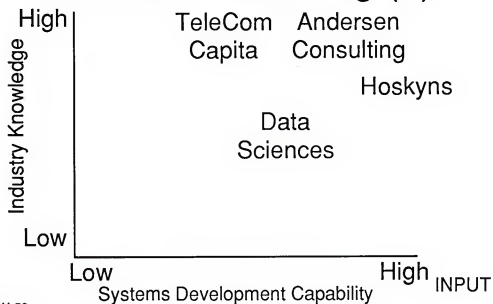 High
TeleCom Andersen
Capita Consulting
Industry Knowledge
Hoskyns
Data
Sciences
Low
Low
High
INPUT
Systems Development Capability